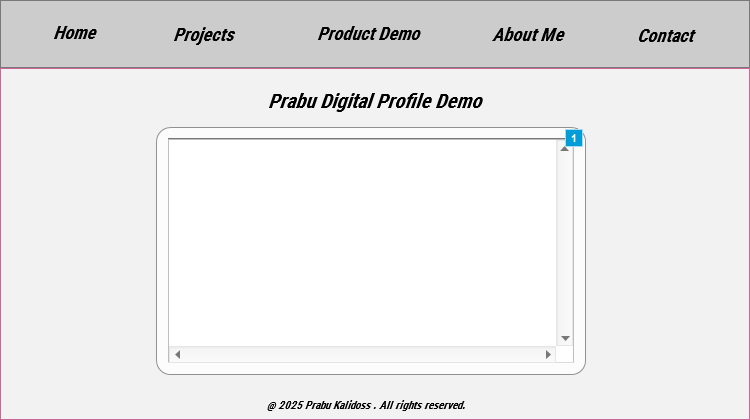 Home Projects Product Demo About Me Contact
Prabu Digital Profile Demo
1
@ 2025 Prabu Kalidoss . All rights reserved.